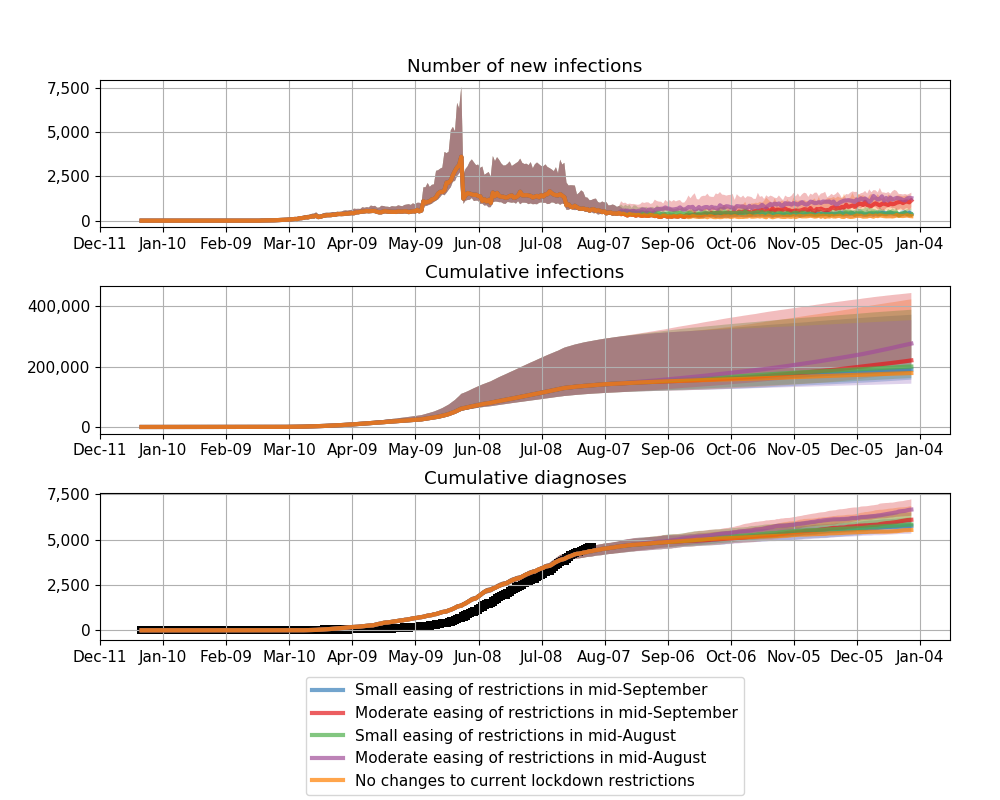 Number of new infections
7,500
5,000
2,500
0
Dec-11 Jan-10 Feb-09 Mar-10 Apr-09 May-09 Jun-08 Jul-08 Aug-07 Sep-06 Oct-06 Nov-05 Dec-05 Jan-04
Cumulative infections
400,000
200,000
0
Dec-11 Jan-10 Feb-09 Mar-10 Apr-09 May-09 Jun-08 Jul-08 Aug-07 Sep-06 Oct-06 Nov-05 Dec-05 Jan-04
Cumulative diagnoses
7,500
5,000
2,500
0
Dec-11 Jan-10 Feb-09 Mar-10 Apr-09 May-09 Jun-08 Jul-08 Aug-07 Sep-06 Oct-06 Nov-05 Dec-05 Jan-04
Small easing of restrictions in mid-September
Moderate easing of restrictions in mid-September
Small easing of restrictions in mid-August
Moderate easing of restrictions in mid-August
No changes to current lockdown restrictions